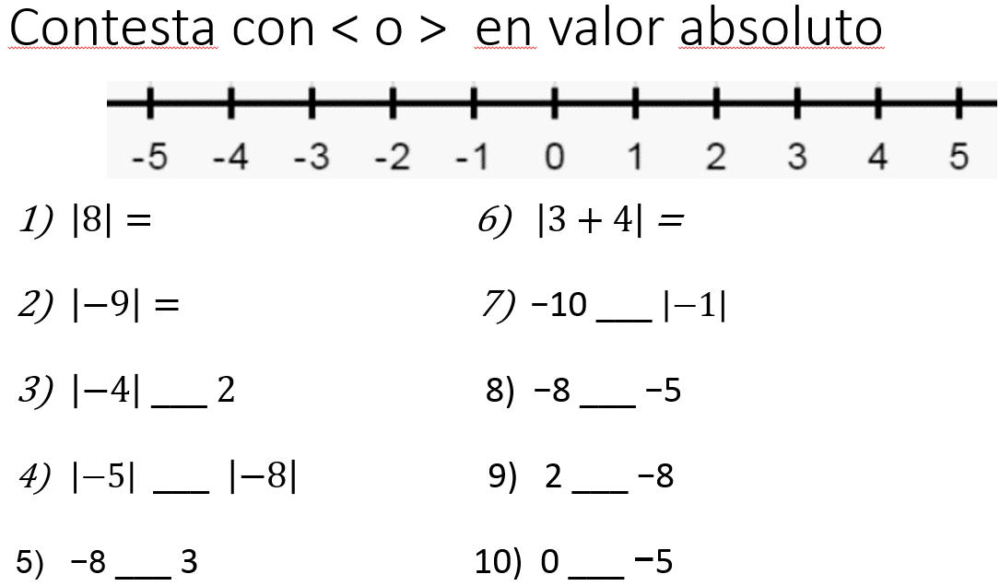 Contesta con < o > en valor absoluto
-5 -4 -3 -2 -1 0 1 2 3 4 5
1) |8| =
2) |−9| =
3) |−4| ___ 2
4) |−5| ___ |−8|
5) −8 ___ 3
6) |3 + 4| =
7) −10 ___ |−1|
8) −8 ___ −5
9) 2 ___ −8
10) 0 ___ −5